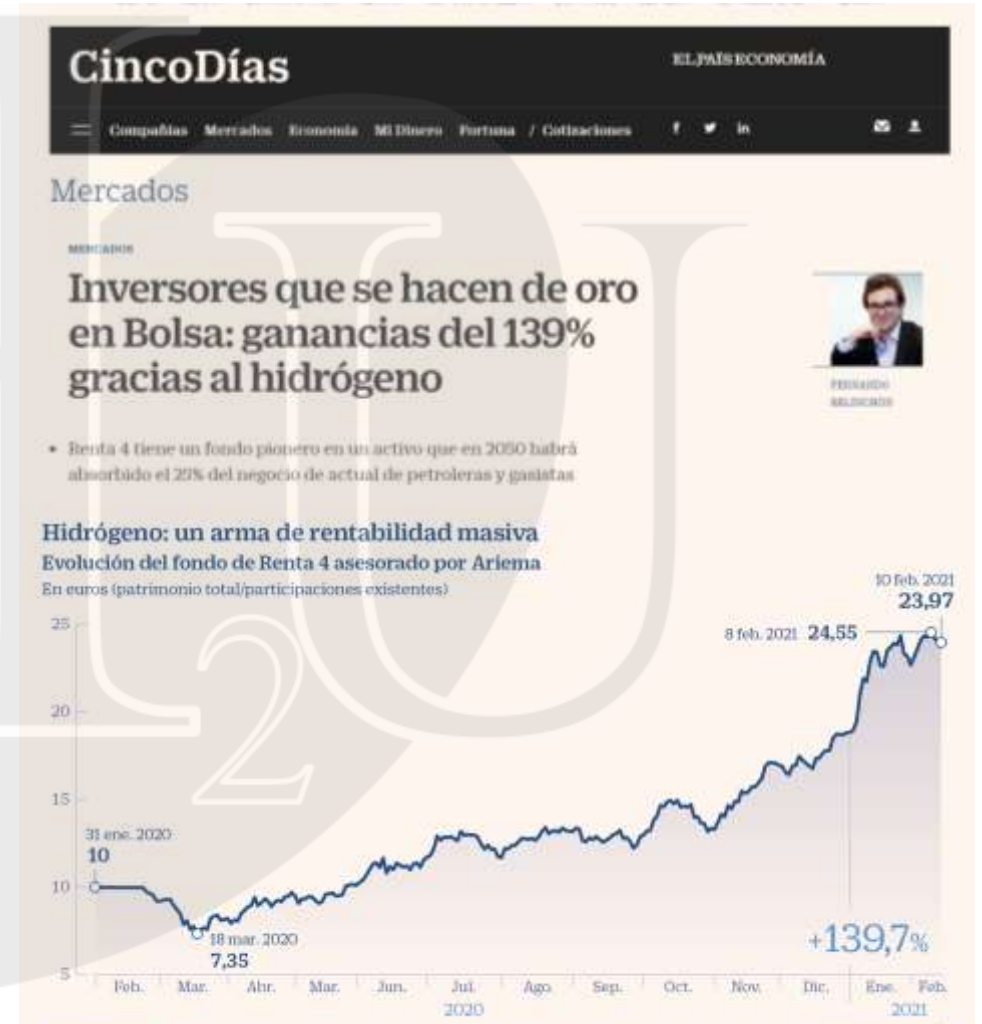 CincoDías
EL PAÍS ECONOMÍA
Compañías Mercados Economía Mi Dinero Fortuna / Cotizaciones f in
Mercados
MERCADOS
Inversores que se hacen de oro
en Bolsa: ganancias del 139%
gracias al hidrógeno
FERNANDO
BELINCHÓN
• Renta 4 tiene un fondo pionero en un activo que en 2050 habrá
absorbido el 25% del negocio de actual de petroleras y gasistas
Hidrógeno: un arma de rentabilidad masiva
Evolución del fondo de Renta 4 asesorado por Ariema
En euros (patrimonio total/participaciones existentes)
10 feb. 2021
23,97
8 feb. 2021 24,55
25
20
15
10
5
31 ene. 2020
10
18 mar. 2020
7,35
+139,7%
Feb. Mar. Abr. Mar. Jun. Jul. Ago. Sep. Oct. Nov. Dic. Ene. Feb.
2020 2021
2